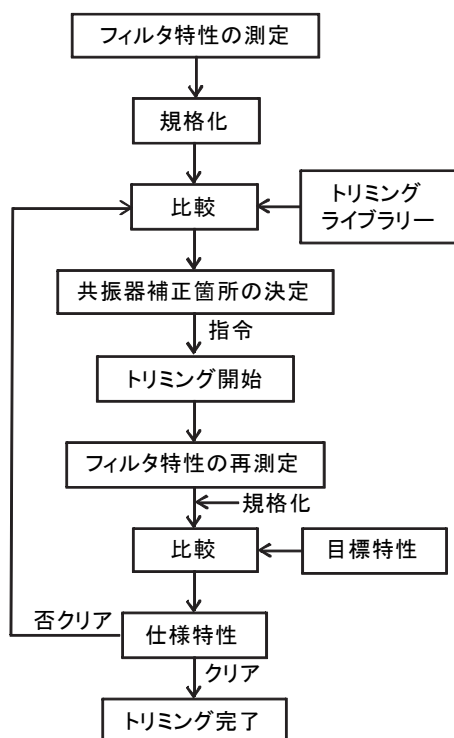 フィルタ特性の測定
規格化
比較
トリミング
ライブラリー
共振器補正箇所の決定
指令
トリミング開始
フィルタ特性の再測定
規格化
比較
目標特性
否クリア
仕様特性
クリア
トリミング完了